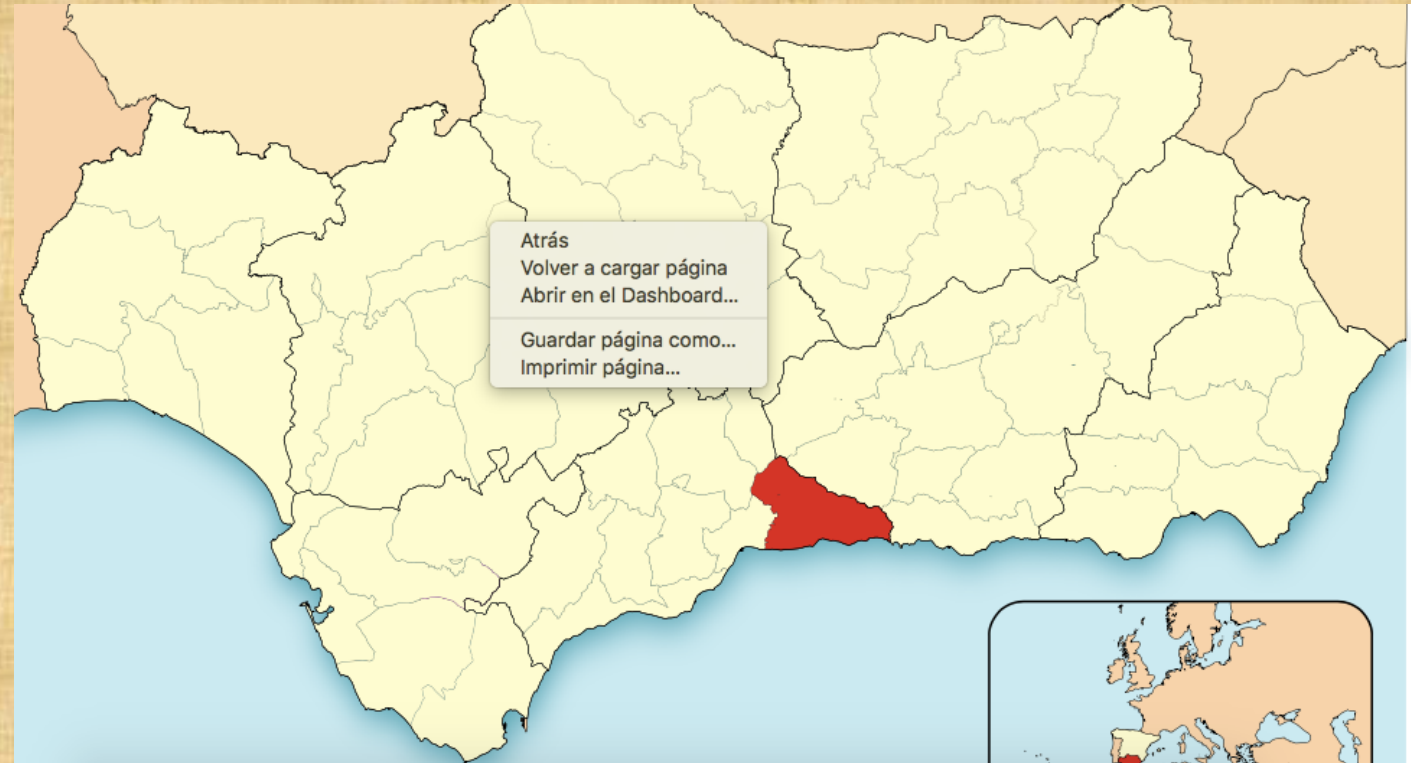 Atrás
Volver a cargar página
Abrir en el Dashboard...
Guardar página como...
Imprimir página...